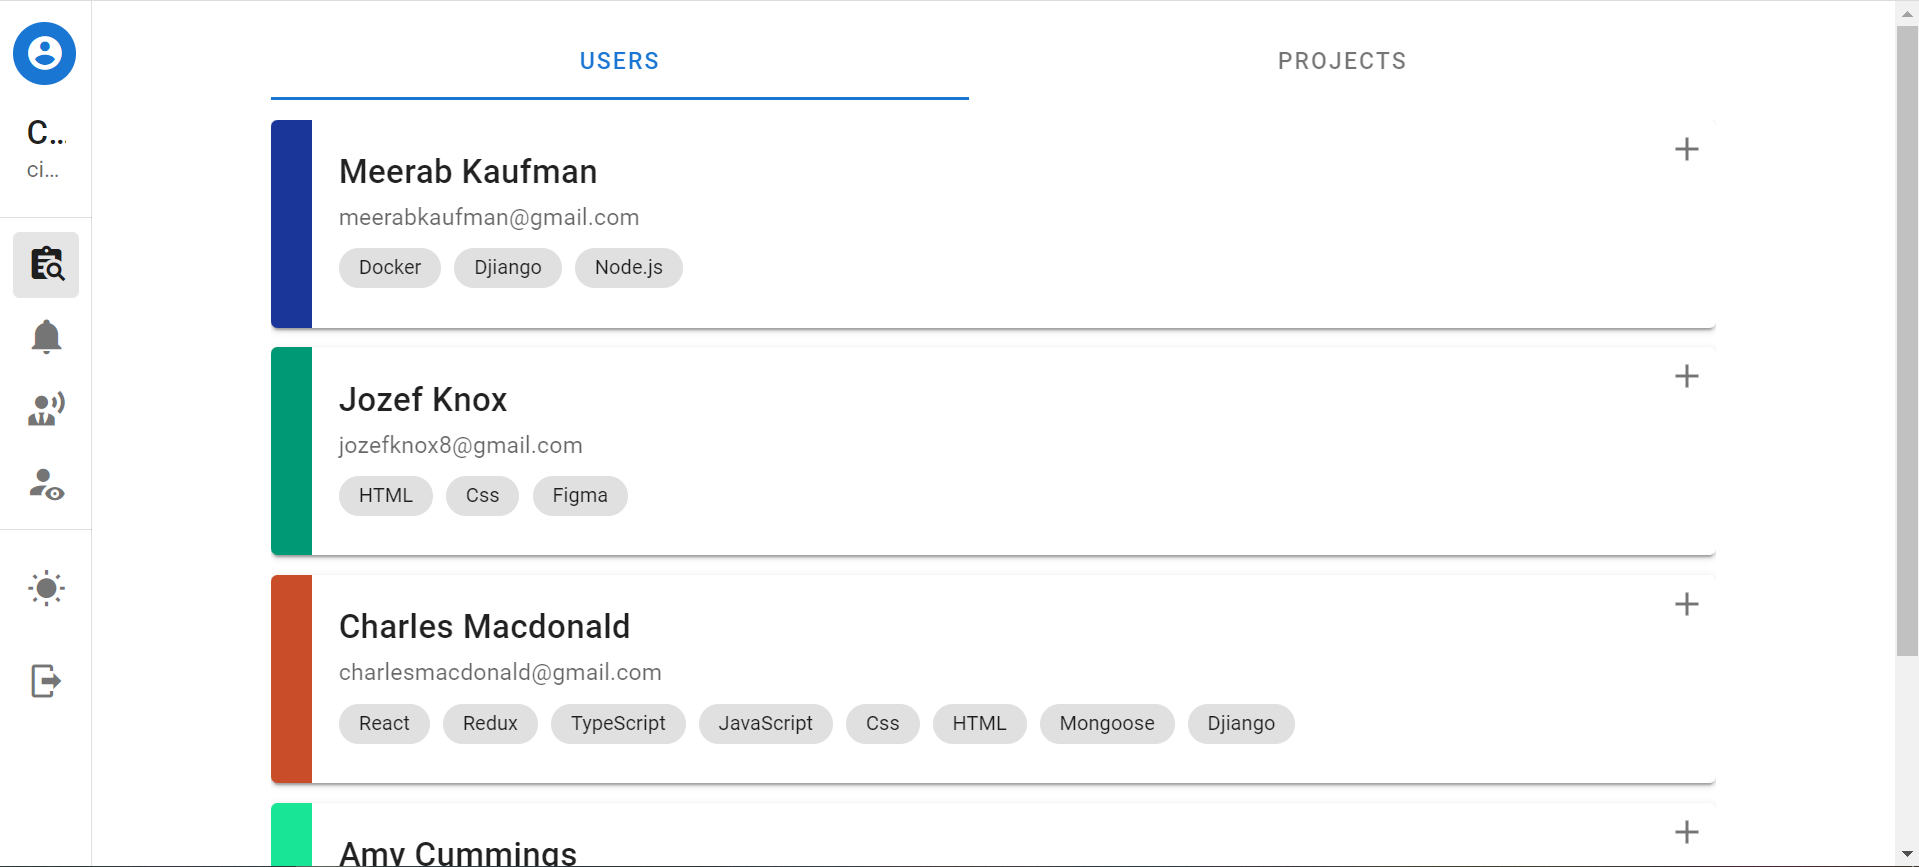 C...
ci...
USERS
PROJECTS
Meerab Kaufman
meerabkaufman@gmail.com
Docker
Djiango
Node.js
Jozef Knox
jozefknox8@gmail.com
HTML
Css
Figma
Charles Macdonald
charlesmacdonald@gmail.com
React
Redux
TypeScript
JavaScript
Css
HTML
Mongoose
Djiango
Amy Cummings